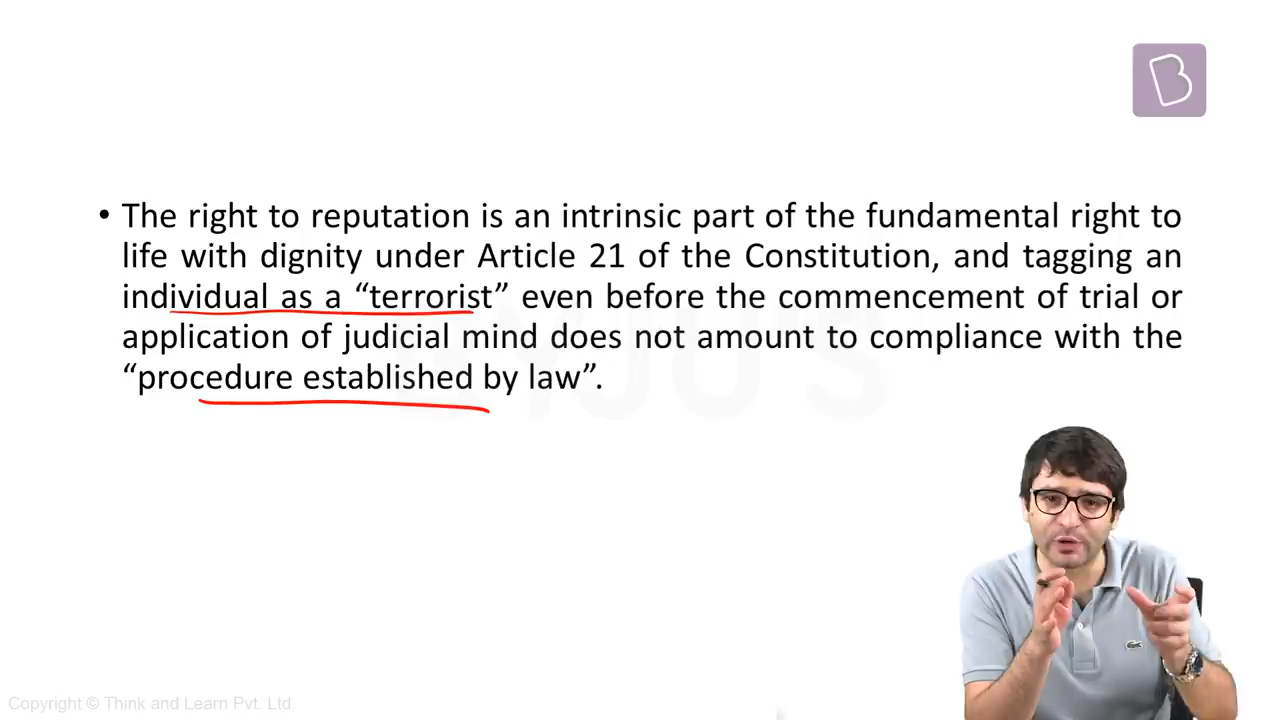 B
• The right to reputation is an intrinsic part of the fundamental right to
life with dignity under Article 21 of the Constitution, and tagging an
individual as a “terrorist” even before the commencement of trial or
application of judicial mind does not amount to compliance with the
“procedure established by law”.
BYJU'S
Copyright © Think and Learn Pvt. Ltd.